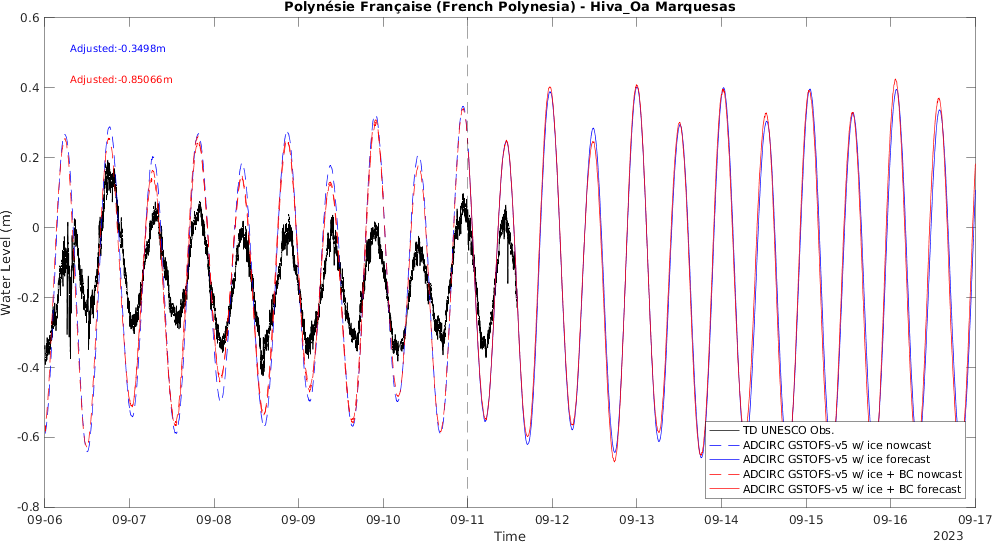 Polynésie Française (French Polynesia) - Hiva_Oa Marquesas
Adjusted:-0.3498m
Adjusted:-0.85066m
Water Level (m)
0.6
0.4
0.2
0
-0.2
-0.4
-0.6
-0.8
TD UNESCO Obs.
ADCIRC GSTOFS-v5 w/ ice nowcast
ADCIRC GSTOFS-v5 w/ ice forecast
ADCIRC GSTOFS-v5 w/ ice + BC nowcast
ADCIRC GSTOFS-v5 w/ ice + BC forecast
09-06 09-07 09-08 09-09 09-10 09-11 09-12 09-13 09-14 09-15 09-16 09-17
Time
2023